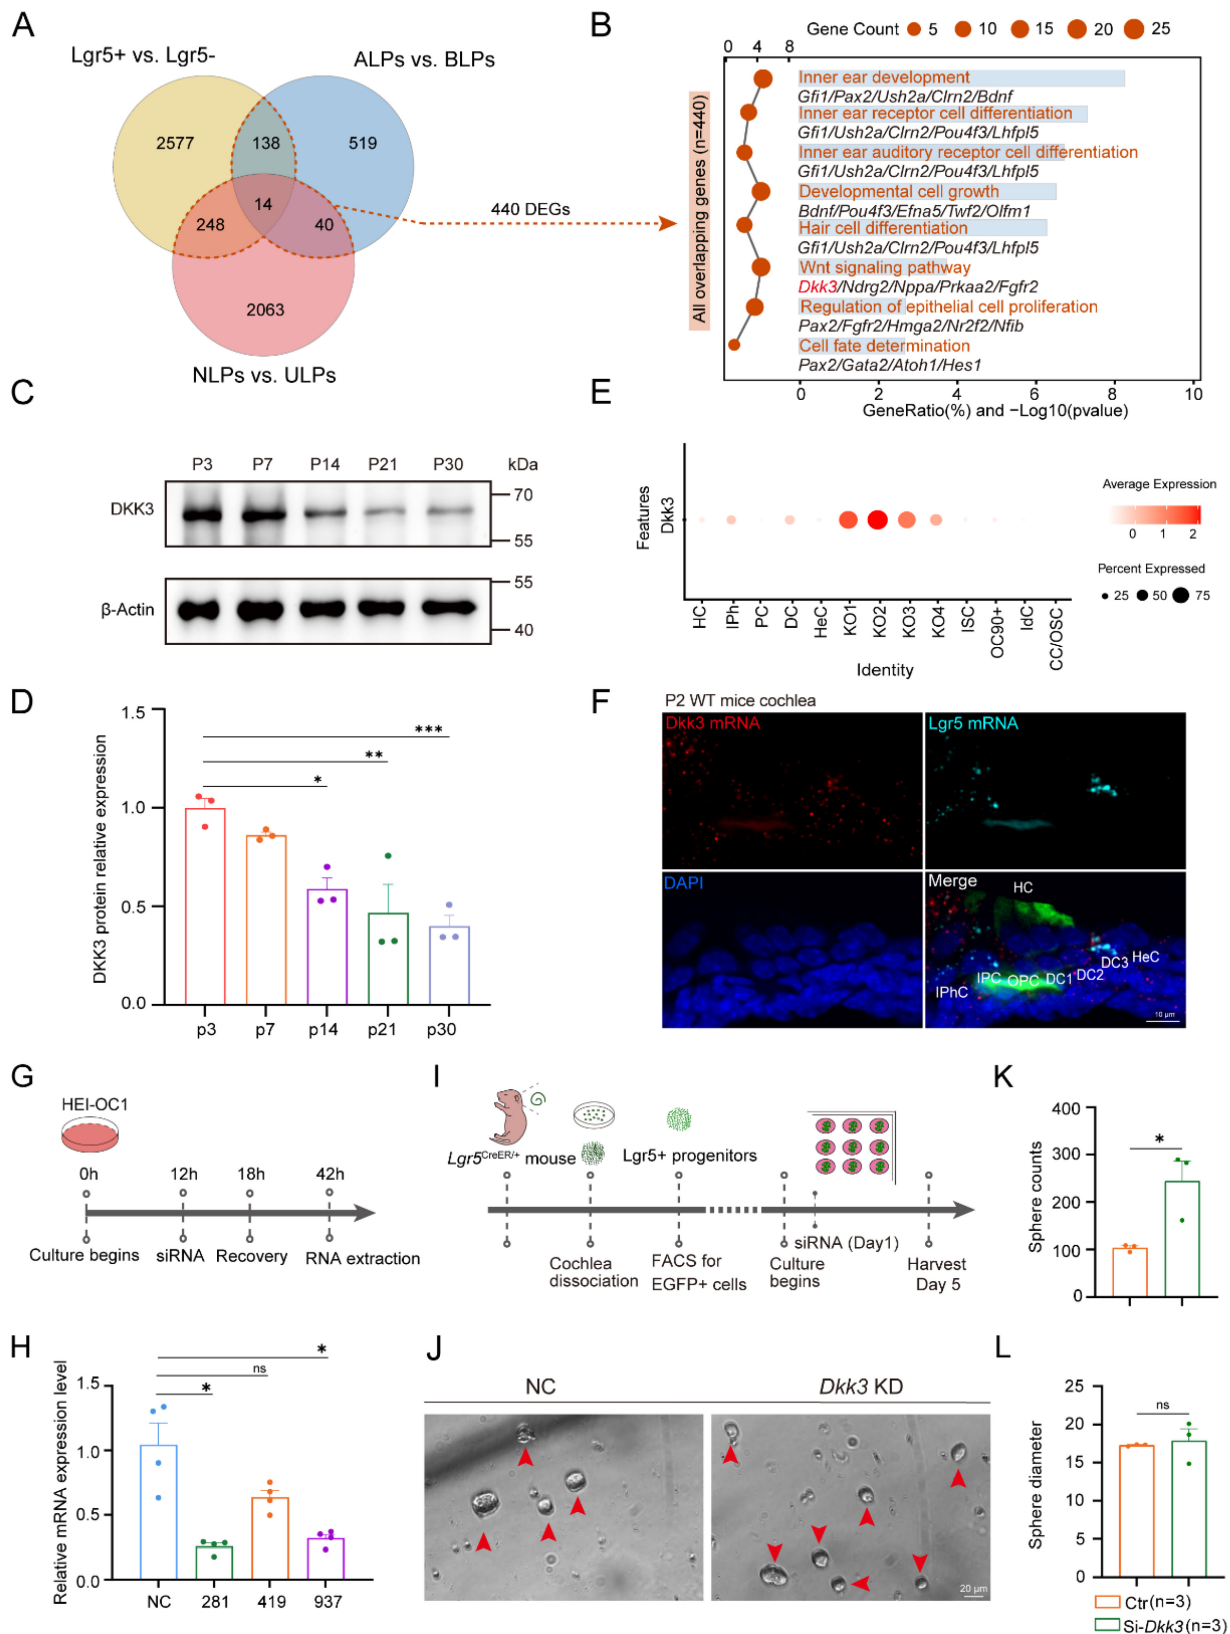 A
Lgr5+ vs. Lgr5-
ALPs vs. BLPs
2577
138
519
14
248
40
2063
NLPs vs. ULPs
440 DEGs
B
Gene Count 5 10 15 20 25
0 4 8
All overlapping genes (n=440)
Inner ear development
Gfi1/Pax2/Ush2a/Clrn2/Bdnf
Inner ear receptor cell differentiation
Gfi1/Ush2a/Clrn2/Pou4f3/Lhfpl5
Inner ear auditory receptor cell differentiation
Gfi1/Ush2a/Clrn2/Pou4f3/Lhfpl5
Developmental cell growth
Bdnf/Pou4f3/Efna5/Twf2/Olfm1
Hair cell differentiation
Gfi1/Ush2a/Clrn2/Pou4f3/Lhfpl5
Wnt signaling pathway
Dkk3/Ndrg2/Nppa/Prkaa2/Fgfr2
Regulation of epithelial cell proliferation
Pax2/Fgfr2/Hmga2/Nr2f2/Nfib
Cell fate determination
Pax2/Gata2/Atoh1/Hes1
0 2 4 6 8 10
GeneRatio(%) and −Log10(pvalue)
C
P3 P7 P14 P21 P30 kDa
DKK3
70
55
β-Actin
55
40
D
DKK3 protein relative expression
1.5
1.0
0.5
0.0
***
**
*
p3 p7 p14 p21 p30
E
Features
Dkk3
HC IPh PC DC HeC KO1 KO2 KO3 KO4 ISC OC90+ IdC CC/OSC
Identity
Average Expression
0 1 2
Percent Expressed
25 50 75
F
P2 WT mice cochlea
Dkk3 mRNA
Lgr5 mRNA
DAPI
Merge
HC
IPhC IPC OPC DC1 DC2 DC3 HeC
10 μm
G
HEI-OC1
0h 12h 18h 42h
Culture begins siRNA Recovery RNA extraction
H
Relative mRNA expression level
1.5
1.0
0.5
0.0
*
ns
*
NC 281 419 937
I
Lgr5CreER/+ mouse
Lgr5+ progenitors
Cochlea dissociation
FACS for EGFP+ cells
Culture begins
siRNA (Day1)
Harvest Day 5
J
NC
Dkk3 KD
20 μm
K
Sphere counts
400
300
200
100
0
*
L
Sphere diameter
25
20
15
10
5
0
ns
Ctr(n=3)
Si-Dkk3(n=3)